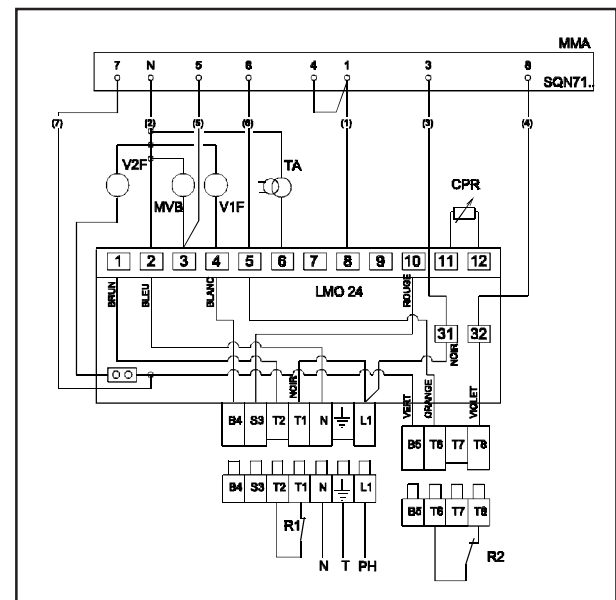 MMA
7 N 5 6 4 1 3 8
SQN71..
(7) (2) (5) (6) (1) (3) (4)
V2F TA
CPR
MVB V1F
1 2 3 4 5 6 7 8 9 10 11 12
BRUN BLEU BLANC LMO 24 ROUGE
31 32
NOIR
NOIR VERT ORANGE VIOLET
B4 S3 T2 T1 N L1
B5 T6 T7 T8
B4 S3 T2 T1 N L1
B5 T6 T7 T8
R1
R2
N T PH